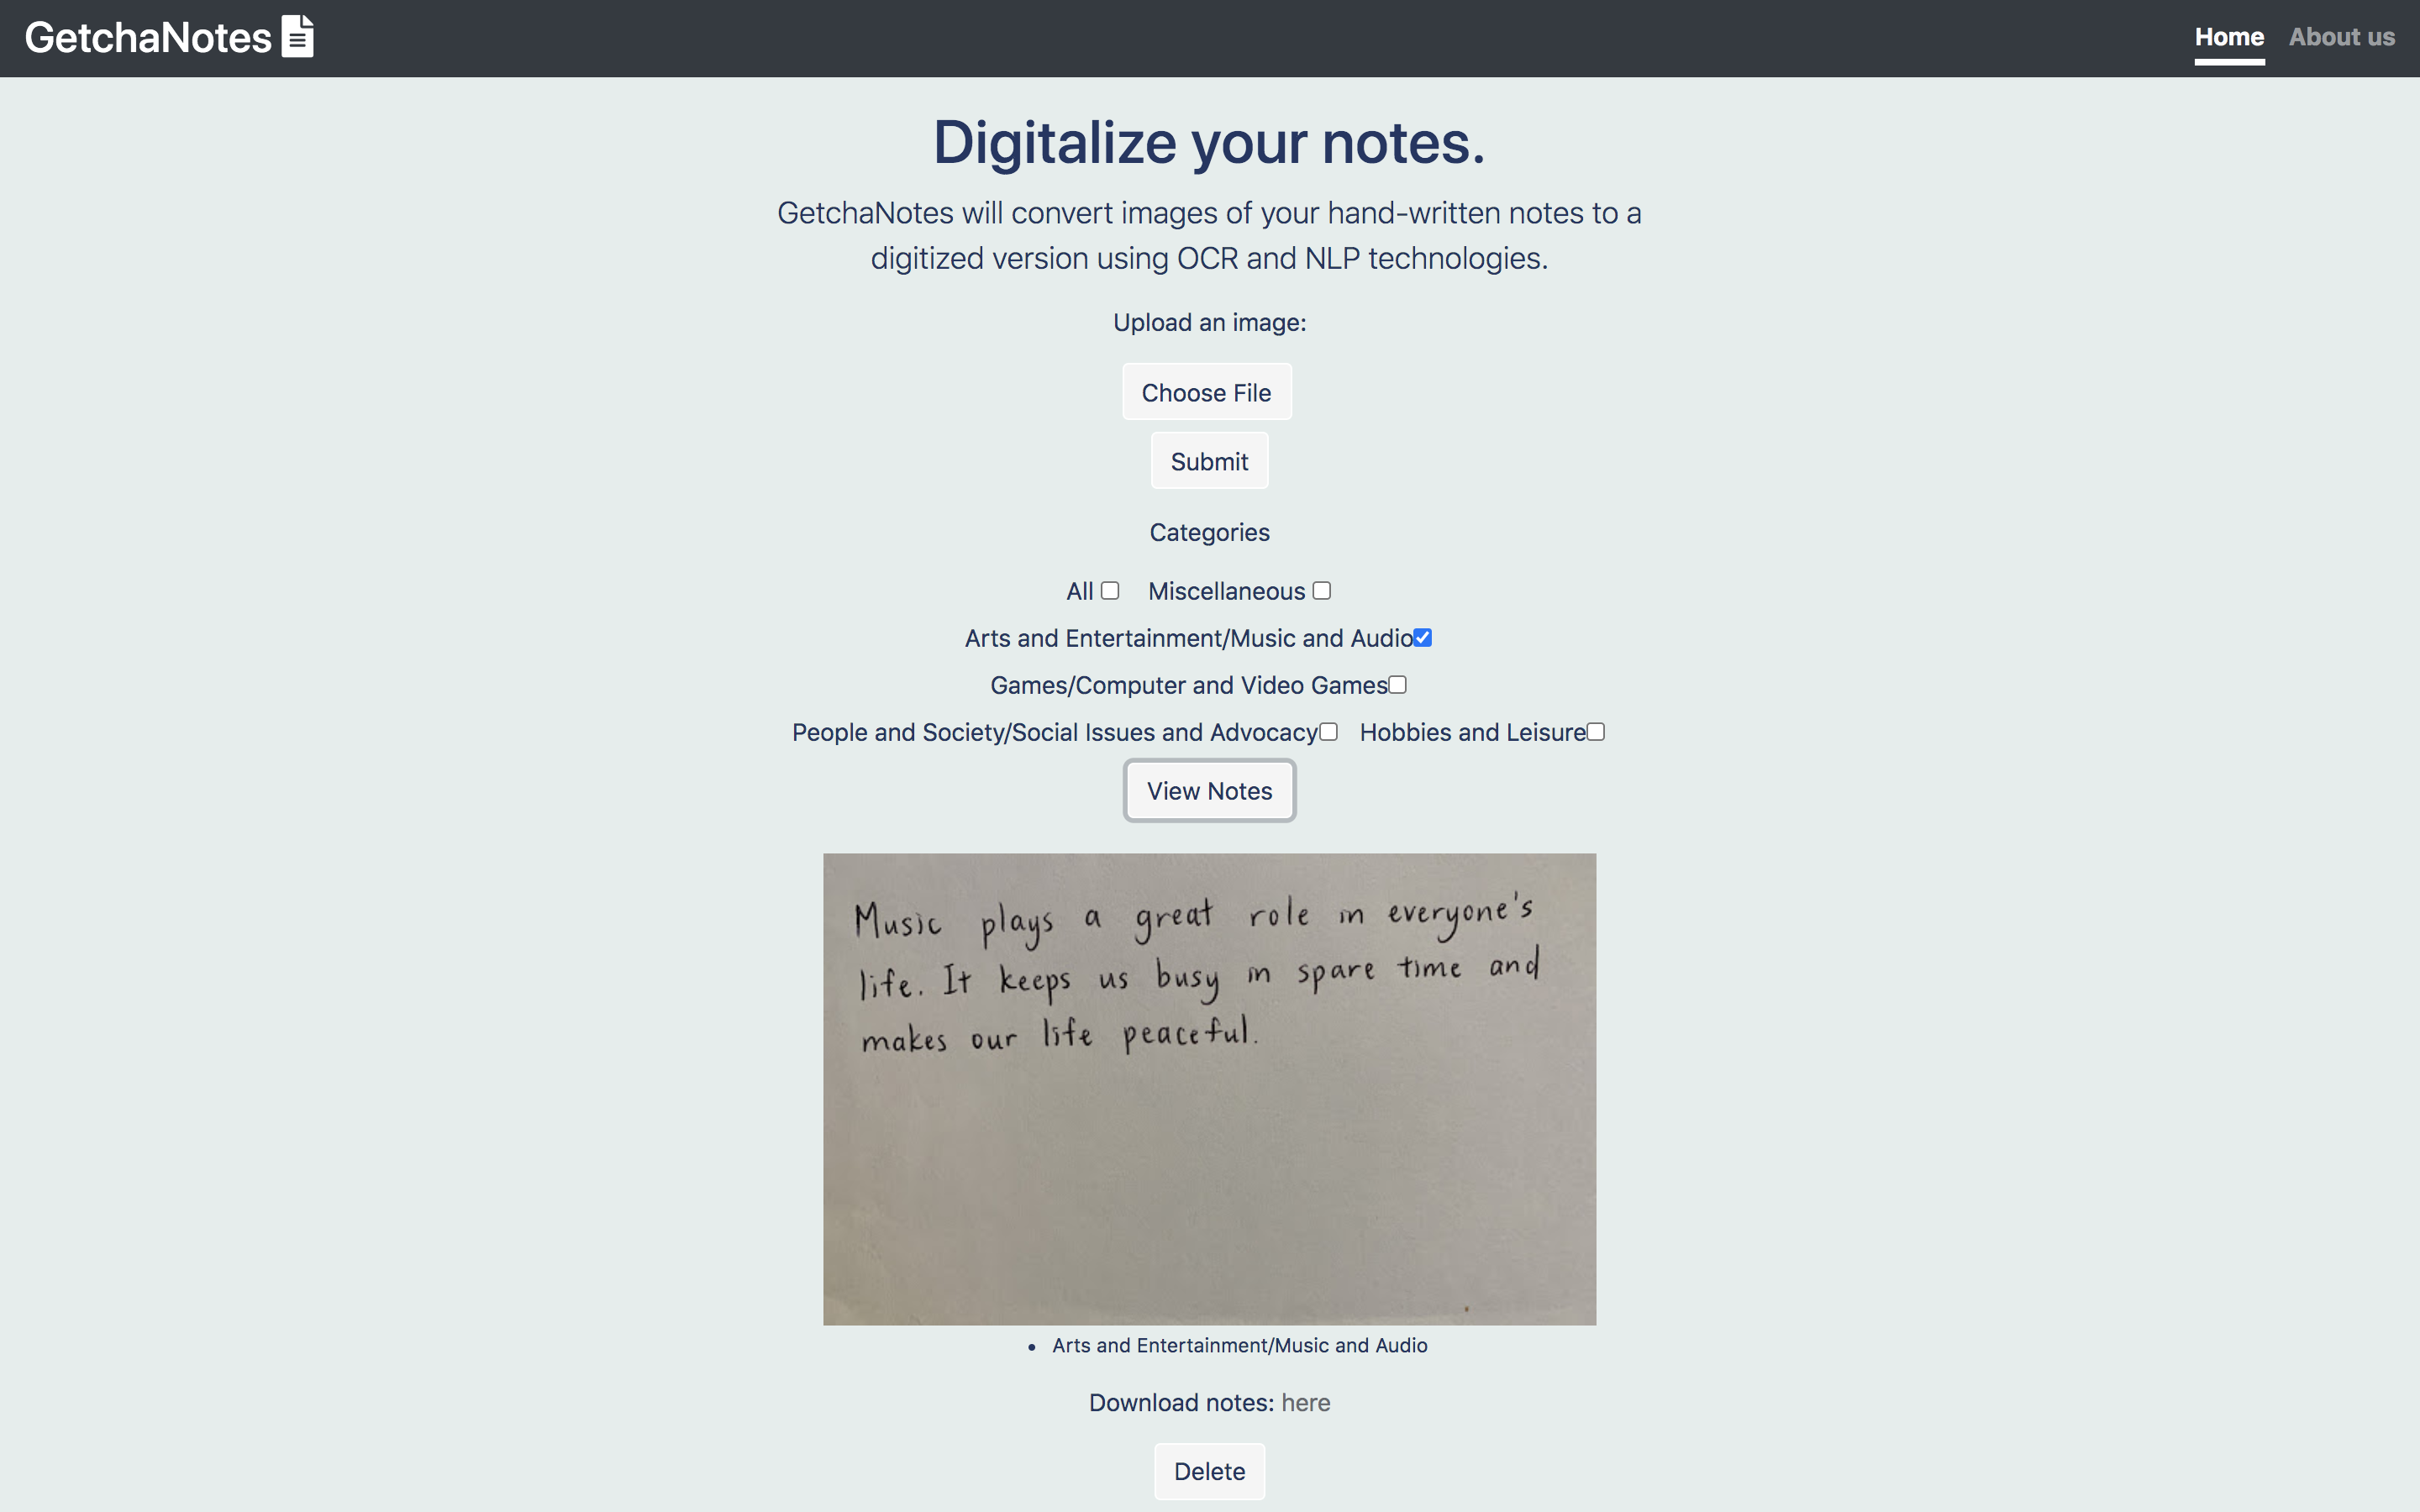 GetchaNotes
Home About us
Digitalize your notes.
GetchaNotes will convert images of your hand-written notes to a
digitized version using OCR and NLP technologies.
Upload an image:
Choose File
Submit
Categories
All Miscellaneous
Arts and Entertainment/Music and Audio
Games/Computer and Video Games
People and Society/Social Issues and Advocacy Hobbies and Leisure
View Notes
Music plays a great role in everyone's
life. It keeps us busy in spare time and
makes our life peaceful.
• Arts and Entertainment/Music and Audio
Download notes: here
Delete